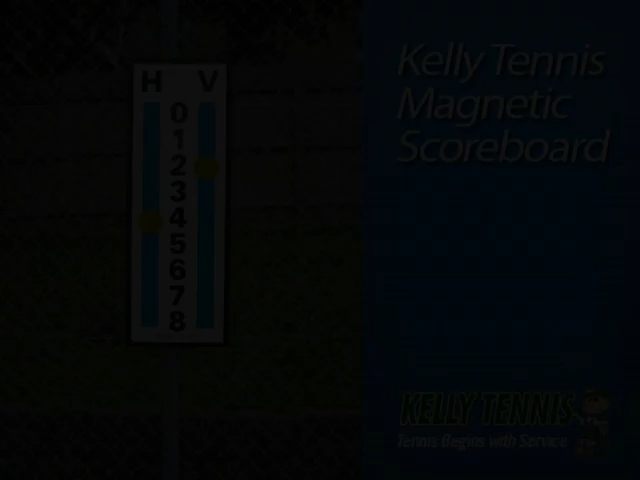 H V
0
1
2
3
4
5
6
7
8
Kelly Tennis
Magnetic
Scoreboard
KELLY TENNIS
Tennis Begins with Service